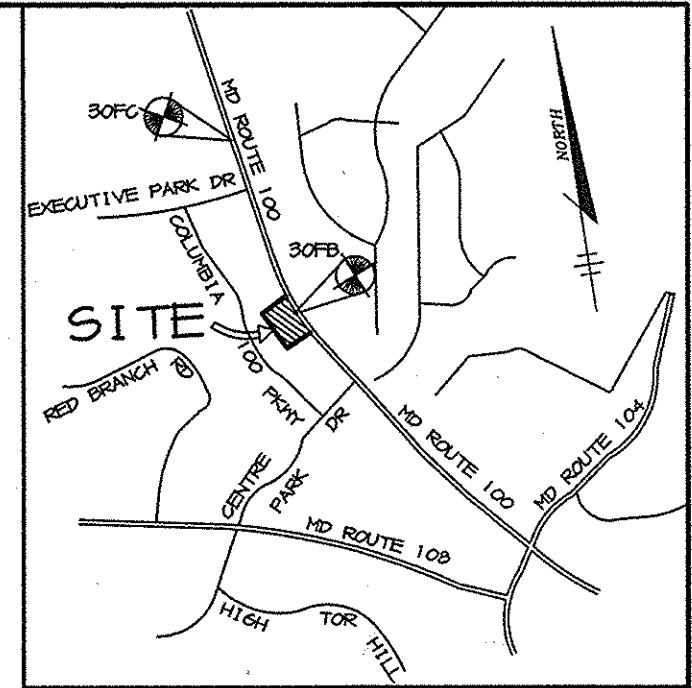 30FC
MD ROUTE 100
NORTH
EXECUTIVE PARK DR
COLUMBIA
100 PKWY
30FB
SITE
RED BRANCH RD
CENTRE PARK DR
MD ROUTE 100
MD ROUTE 104
MD ROUTE 108
HIGH TOR HILL